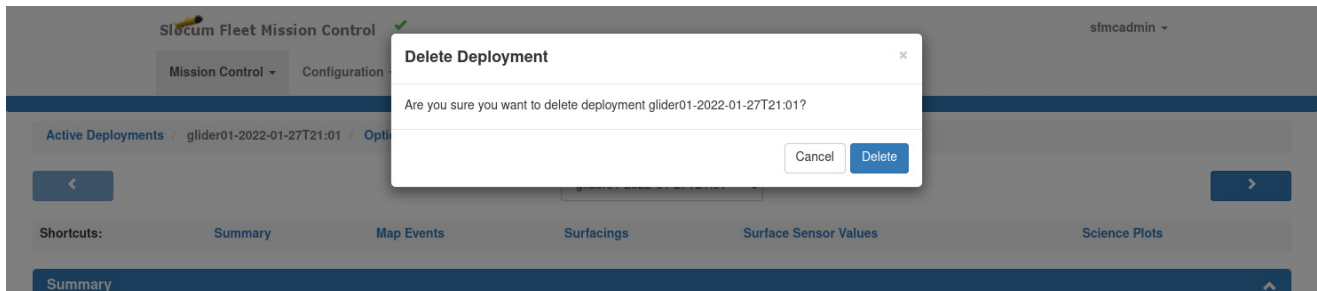 Slocum Fleet Mission Control
sfmcadmin
Delete Deployment
×
Mission Control
Configuration
Are you sure you want to delete deployment glider01-2022-01-27T21:01?
Active Deployments / glider01-2022-01-27T21:01 / Optio
Cancel
Delete
Shortcuts:
Summary
Map Events
Surfacings
Surface Sensor Values
Science Plots
Summary